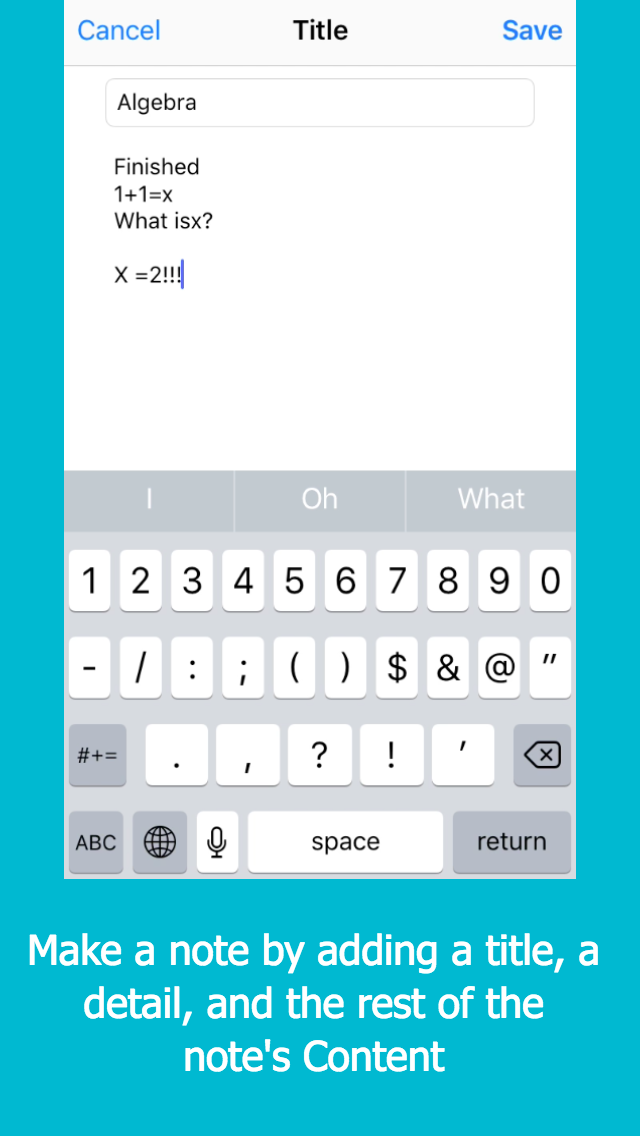 Cancel Title Save
Algebra
Finished
1+1=x
What isx?
X =2!!!
I Oh What
1 2 3 4 5 6 7 8 9 0
- / : ; ( ) $ & @ "
#+= . , ? ! '
ABC space return
Make a note by adding a title, a
detail, and the rest of the
note's Content